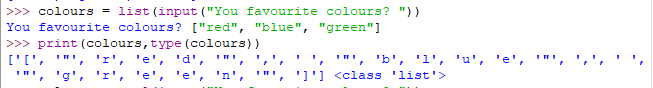 >>> colours = list(input("You favourite colours? "))
You favourite colours? ["red", "blue", "green"]
>>> print(colours,type(colours))
['[', '"', 'r', 'e', 'd', '"', ',', ' ', '"', 'b', 'l', 'u', 'e', '"', ',', ' ',
'"', 'g', 'r', 'e', 'e', 'n', '"', ']'] <class 'list'>